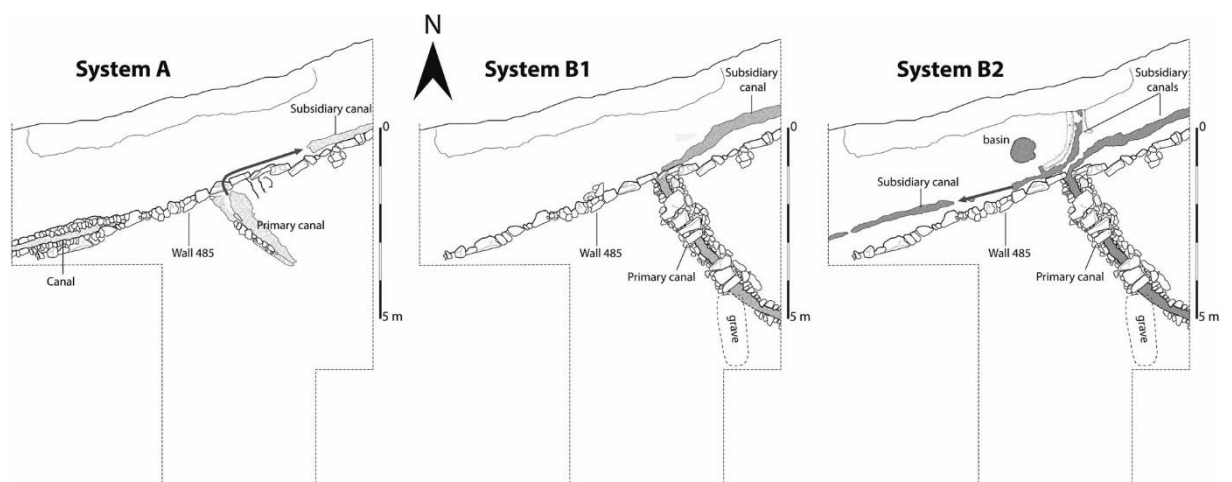 System A
Subsidiary canal
0
Primary canal
Wall 485
Canal
5 m
N
System B1
Subsidiary
canal
0
Wall 485
Primary canal
grave
5 m
System B2
Subsidiary
canals
0
basin
Subsidiary canal
Wall 485
Primary canal
grave
5 m